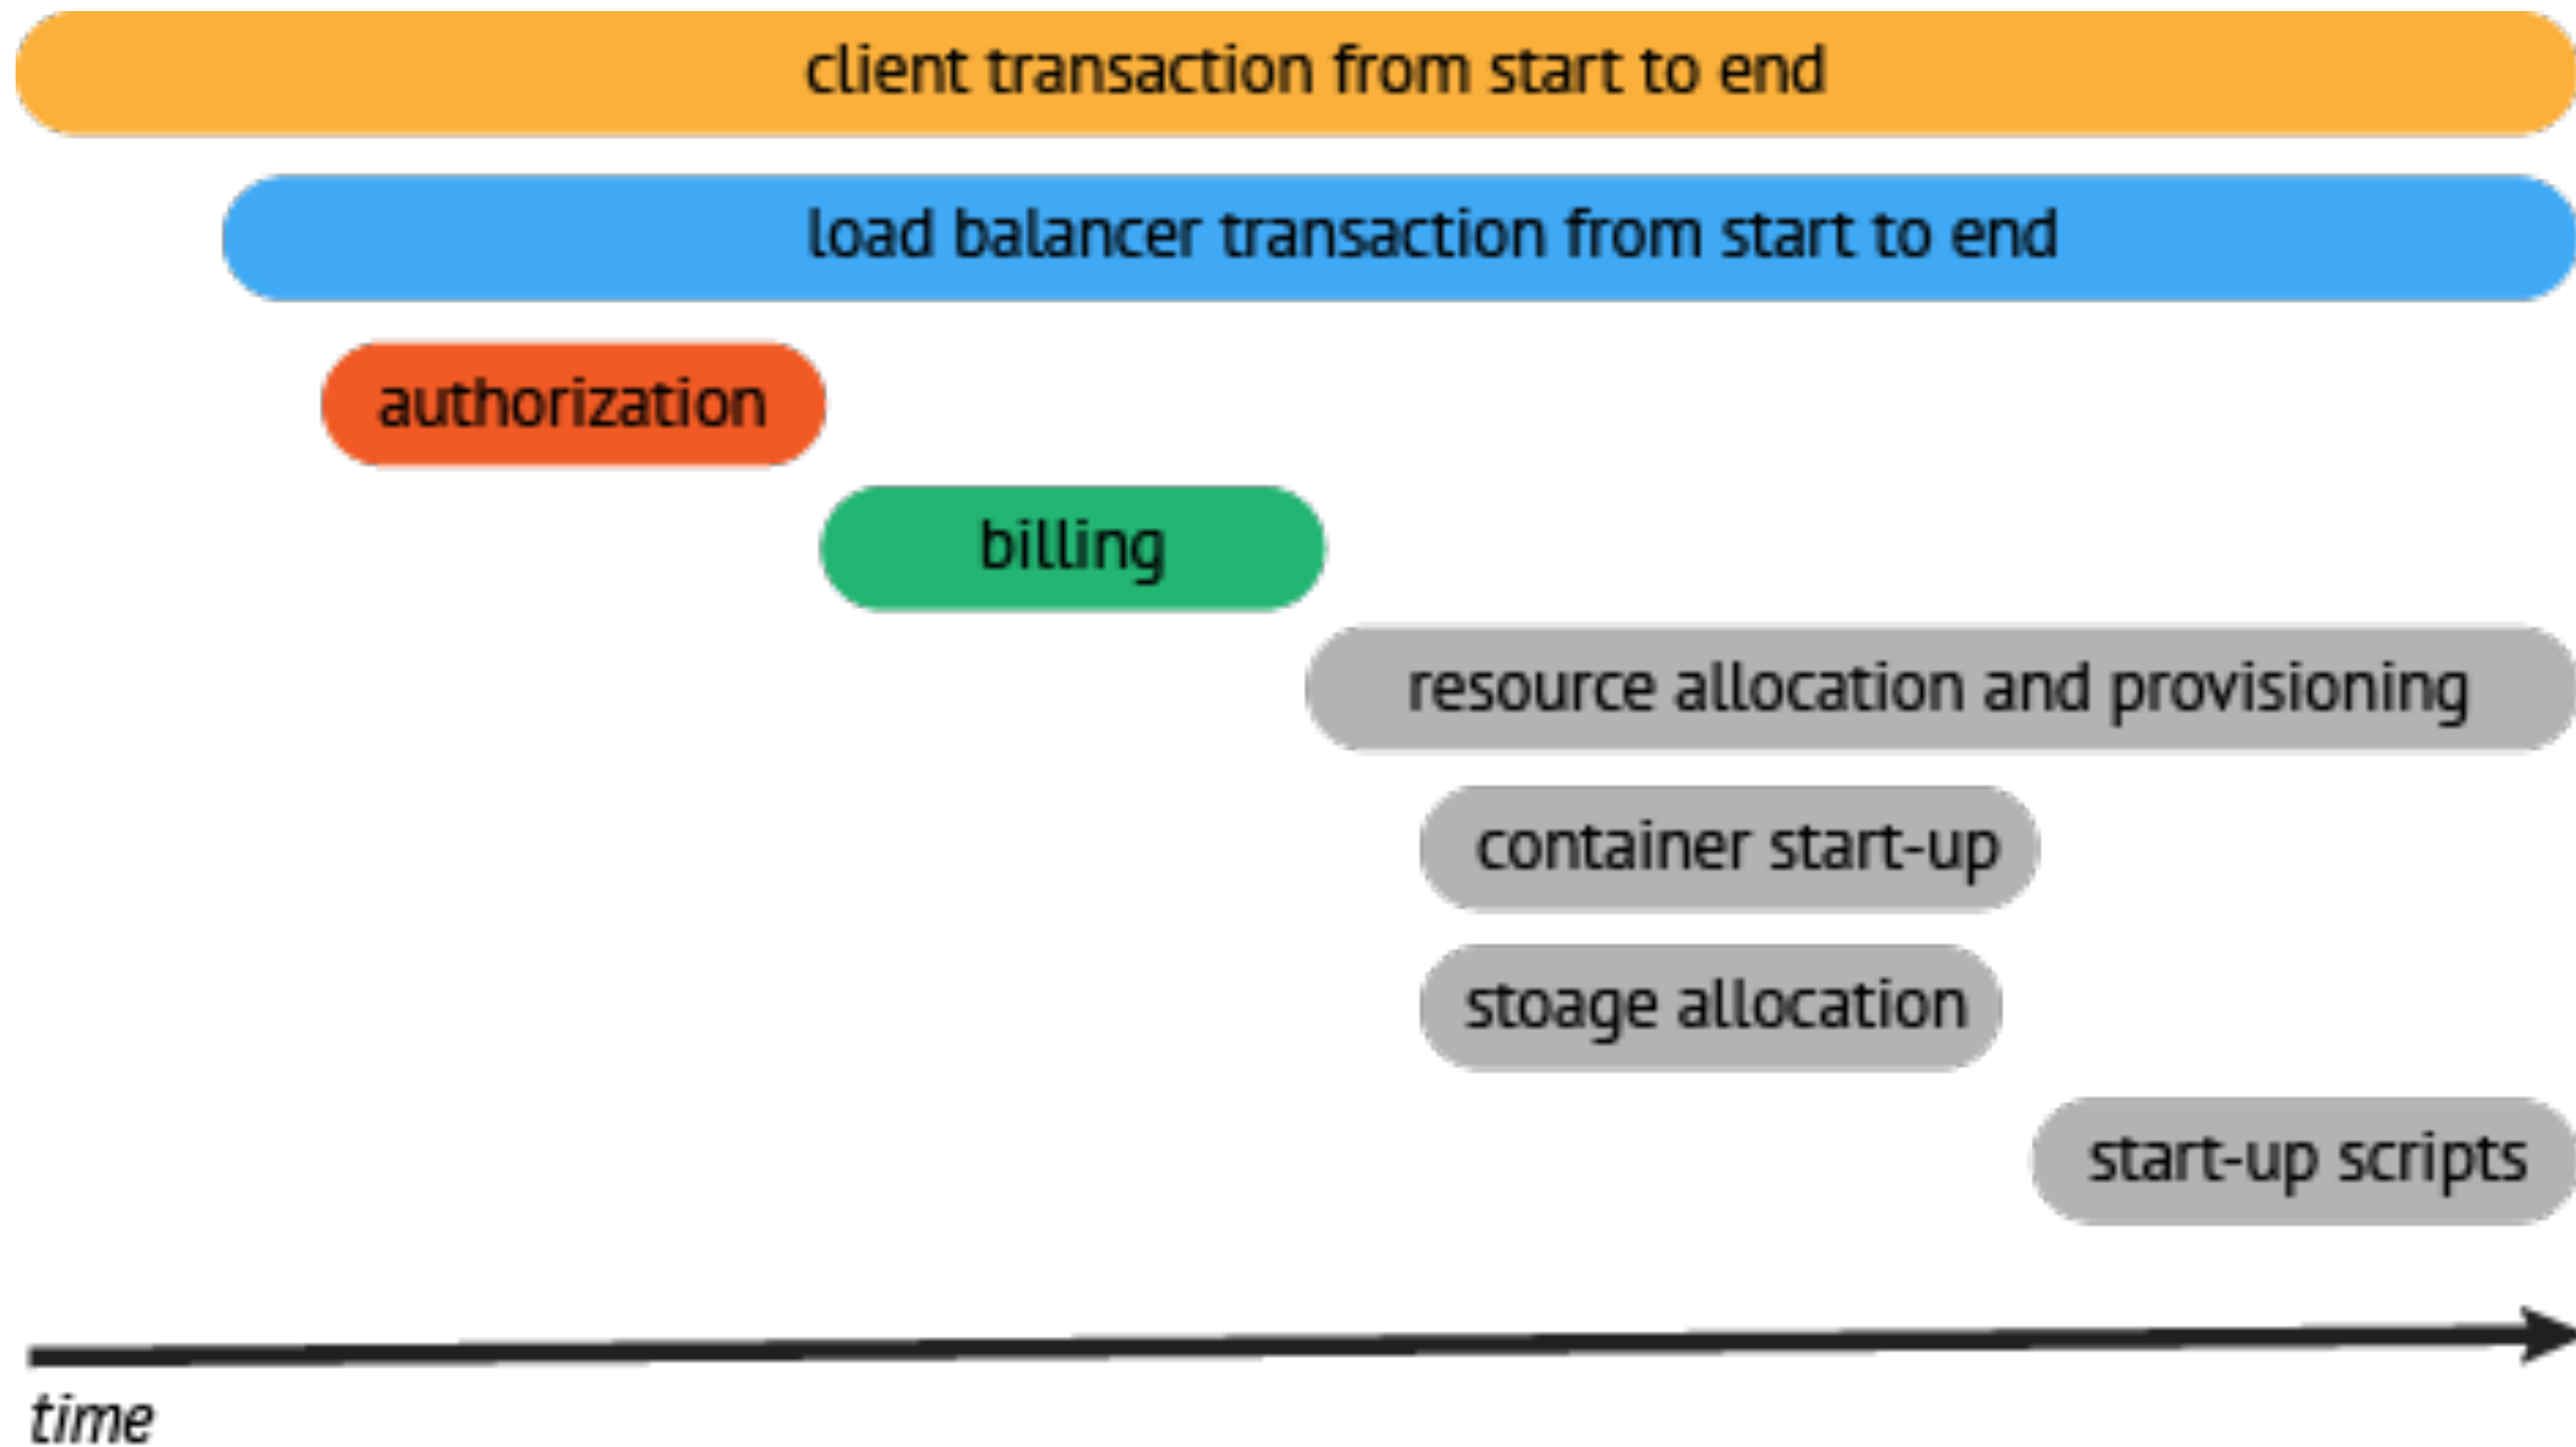 client transaction from start to end
load balancer transaction from start to end
authorization
billing
resource allocation and provisioning
container start-up
stoage allocation
start-up scripts
time